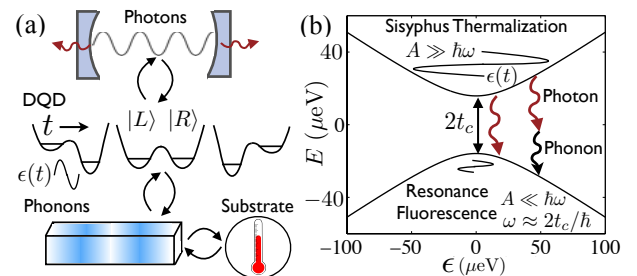 (a)
Photons
DQD
t
|L⟩ |R⟩
ϵ(t)
Phonons
Substrate
(b)
Sisyphus Thermalization
A ≫ ℏω
ϵ(t)
2t_c
Photon
Phonon
Resonance
Fluorescence
A ≪ ℏω
ω ≈ 2t_c/ℏ
E (μeV)
40
0
-40
-100
-50
0
50
100
ϵ (μeV)